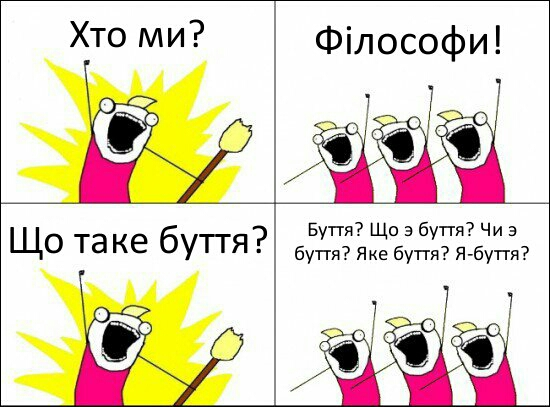 Хто ми?
Філософи!
Що таке буття?
Буття? Що э буття? Чи э
буття? Яке буття? Я-буття?